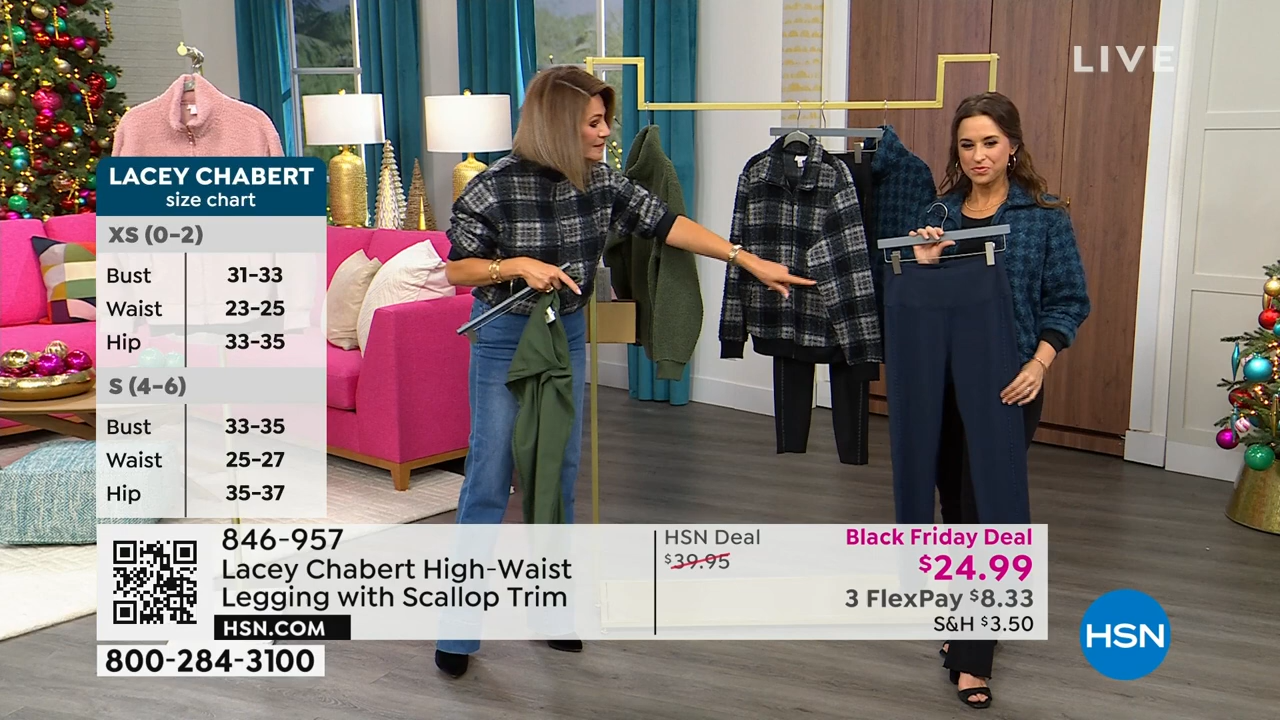 LIVE
LACEY CHABERT
size chart
XS (0-2)
Bust 31-33
Waist 23-25
Hip 33-35
S (4-6)
Bust 33-35
Waist 25-27
Hip 35-37
846-957
Lacey Chabert High-Waist
Legging with Scallop Trim
HSN.COM
800-284-3100
HSN Deal
$39.95
Black Friday Deal
$24.99
3 FlexPay $8.33
S&H $3.50
HSN